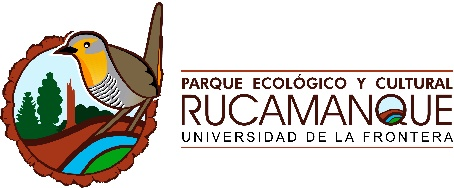 PARQUE ECOLÓGICO Y CULTURAL
RUCAMANQUE
UNIVERSIDAD DE LA FRONTERA